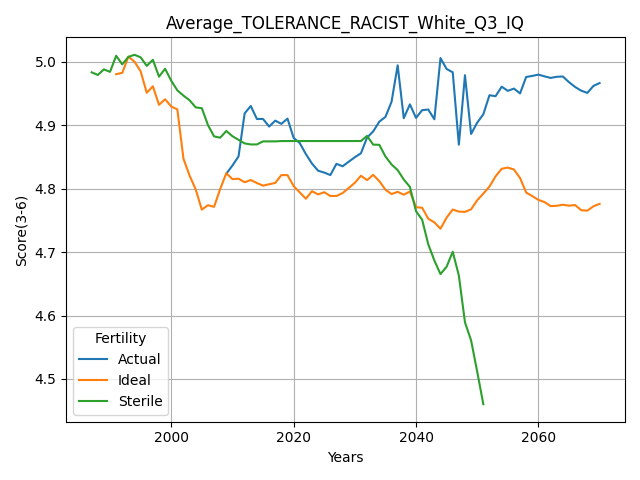 Average_TOLERANCE_RACIST_White_Q3_IQ
Score(3-6)
5.0
4.9
4.8
4.7
4.6
4.5
Fertility
Actual
Ideal
Sterile
2000
2020
2040
2060
Years